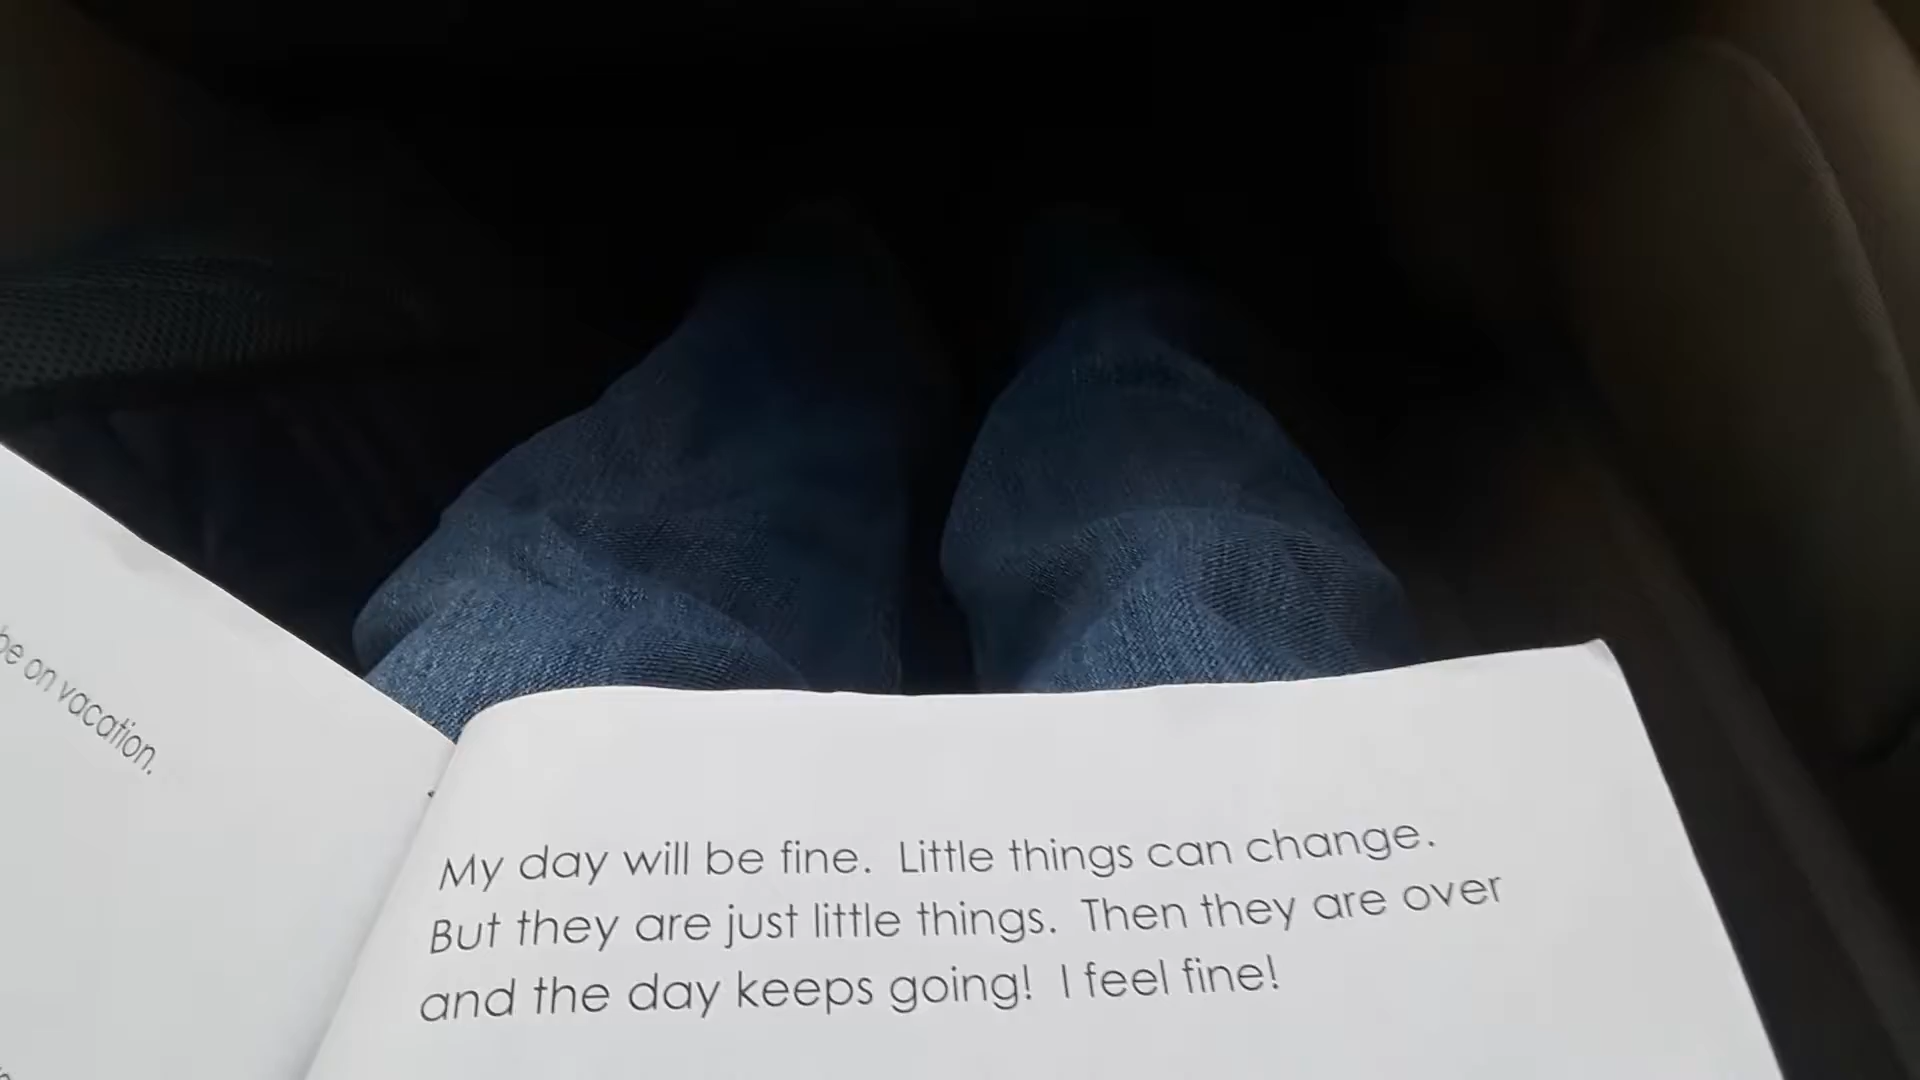 be on vacation.
My day will be fine.  Little things can change.
But they are just little things.  Then they are over
and the day keeps going!  I feel fine!